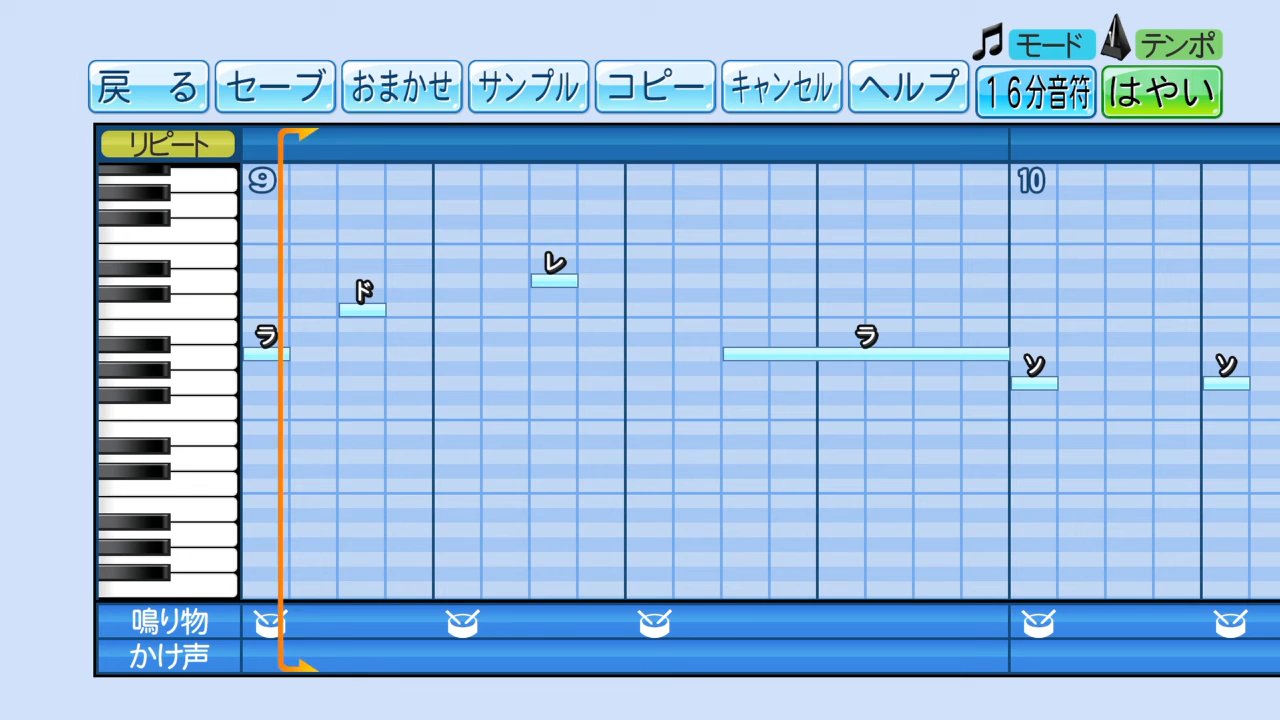 モード テンポ
戻る セーブ おまかせ サンプル コピー キャンセル ヘルプ 16分音符 はやい
リピート
9 10
レ
ド
ラ ラ
ソ ソ
鳴り物
かけ声